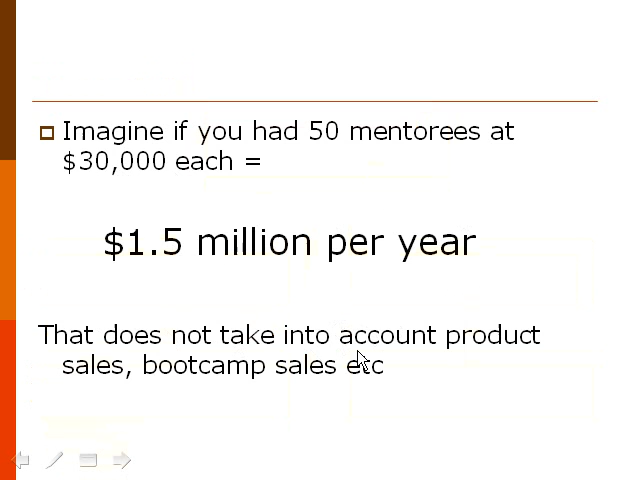 Imagine if you had 50 mentorees at
$30,000 each =
$1.5 million per year
That does not take into account product
sales, bootcamp sales etc